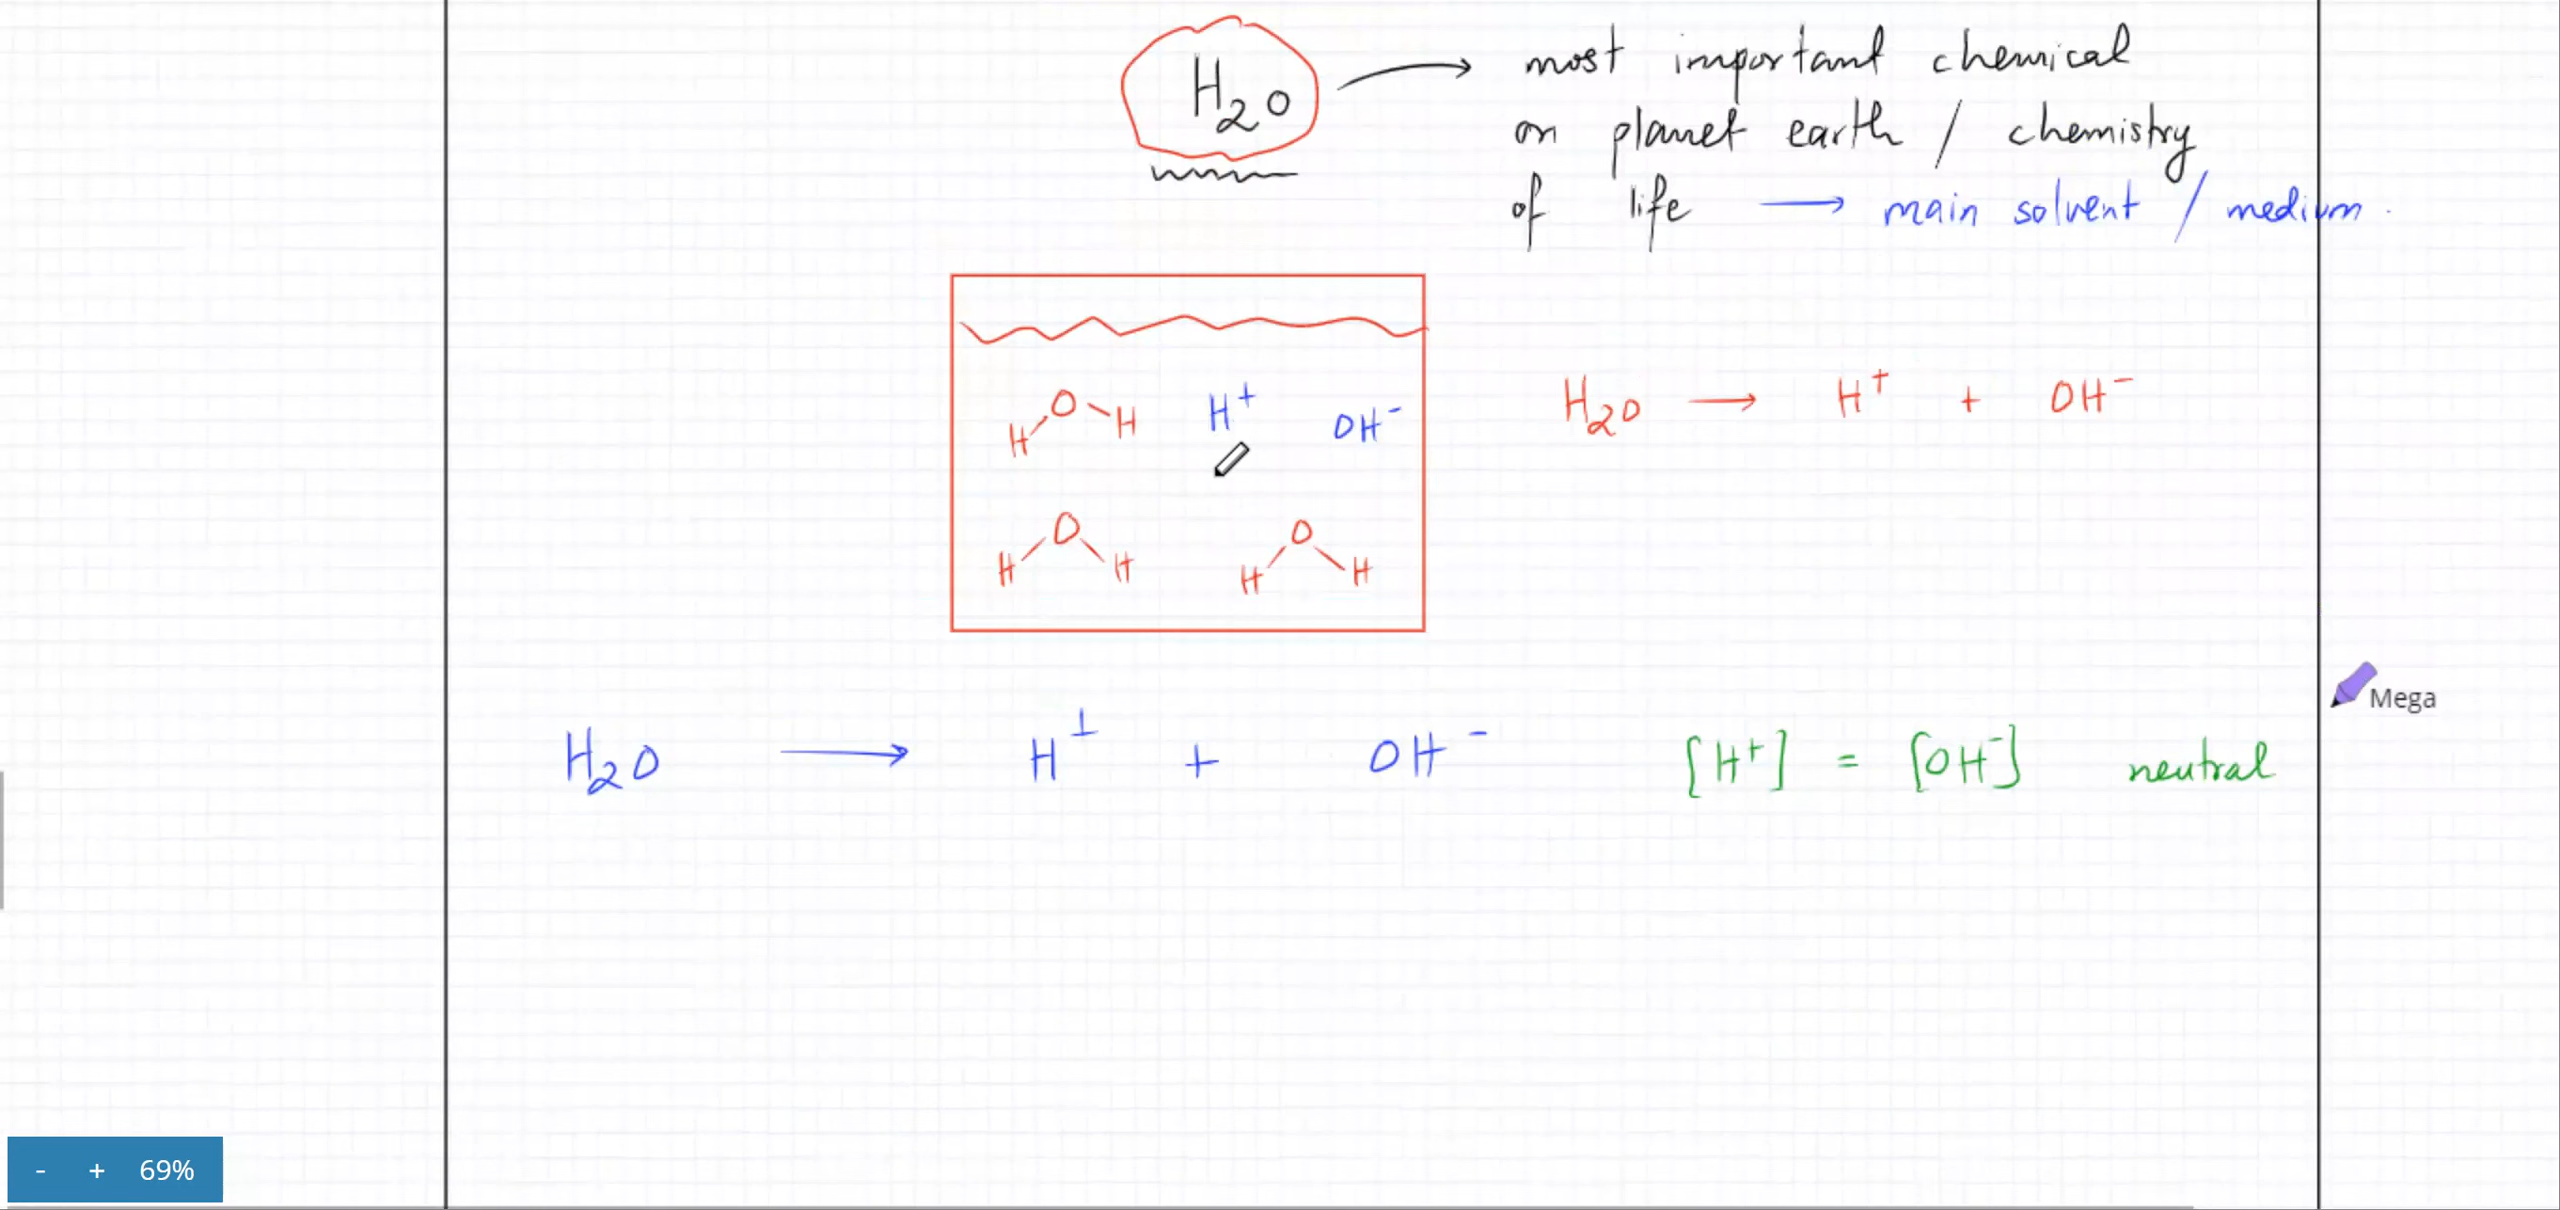 H₂O → most important chemical
on planet earth / chemistry
of life → main solvent / medium.
H O H H⁺ OH⁻
H₂O → H⁺ + OH⁻
H O H H O H
Mega
H₂O → H⁺ + OH⁻ [H⁺] = [OH⁻] neutral
- + 69%